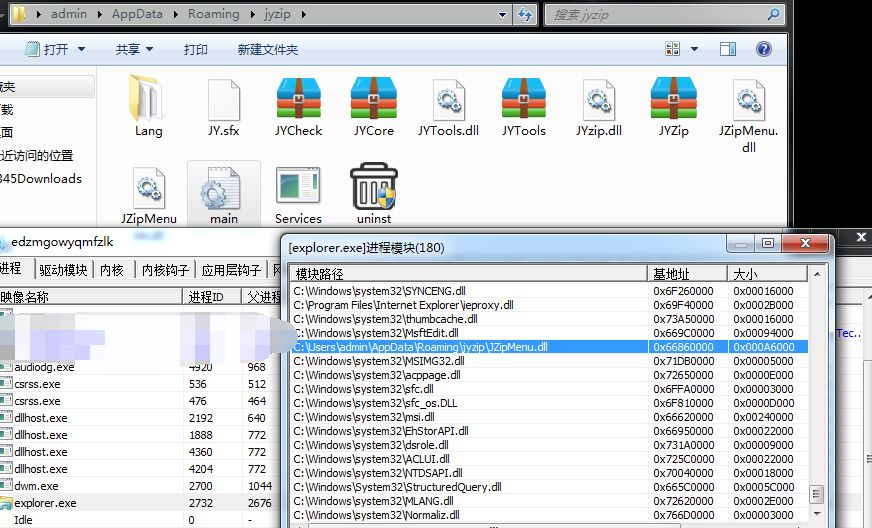 admin AppData Roaming jyzip 搜索 jyzip
打开 共享 打印 新建文件夹
夹
载
面
近访问的位置
345Downloads
Lang JY.sfx JYCheck JYCore JYTools.dll JYTools JYzip.dll JYZip JZipMenu.dll
JZipMenu main Services uninst
edzmgowyqmfzlk
进程 驱动模块 内核 内核钩子 应用层钩子
映像名称 进程ID 父进
audiodg.exe 4920 968
csrss.exe 536 512
csrss.exe 476 464
dllhost.exe 2192 640
dllhost.exe 1888 772
dllhost.exe 4360 772
dllhost.exe 4204 772
dwm.exe 2700 1044
explorer.exe 2732 2676
Idle 0 -
[explorer.exe]进程模块(180)
模块路径 基地址 大小
C:\Windows\system32\SYNCENG.dll 0x6F260000 0x00016000
C:\Program Files\Internet Explorer\ieproxy.dll 0x69F40000 0x0002B000
C:\Windows\system32\thumbcache.dll 0x73A50000 0x00016000
C:\Windows\system32\MsftEdit.dll 0x669C0000 0x00094000
C:\Users\admin\AppData\Roaming\jyzip\JZipMenu.dll 0x66860000 0x000A6000
C:\Windows\system32\MSIMG32.dll 0x71DB0000 0x00005000
C:\Windows\system32\acppage.dll 0x72650000 0x0000E000
C:\Windows\system32\sfc.dll 0x6FFA0000 0x00003000
C:\Windows\system32\sfc_os.DLL 0x6F810000 0x0000D000
C:\Windows\system32\msi.dll 0x66620000 0x00240000
C:\Windows\system32\EhStorAPI.dll 0x66950000 0x00022000
C:\Windows\system32\dsrole.dll 0x731A0000 0x00009000
C:\Windows\system32\ACLUI.dll 0x725C0000 0x00022000
C:\Windows\system32\NTDSAPI.dll 0x70040000 0x00018000
C:\Windows\system32\StructuredQuery.dll 0x665C0000 0x0005C000
C:\Windows\system32\MLANG.dll 0x72620000 0x0002E000
C:\Windows\system32\Normaliz.dll 0x766D0000 0x00003000
Tec..